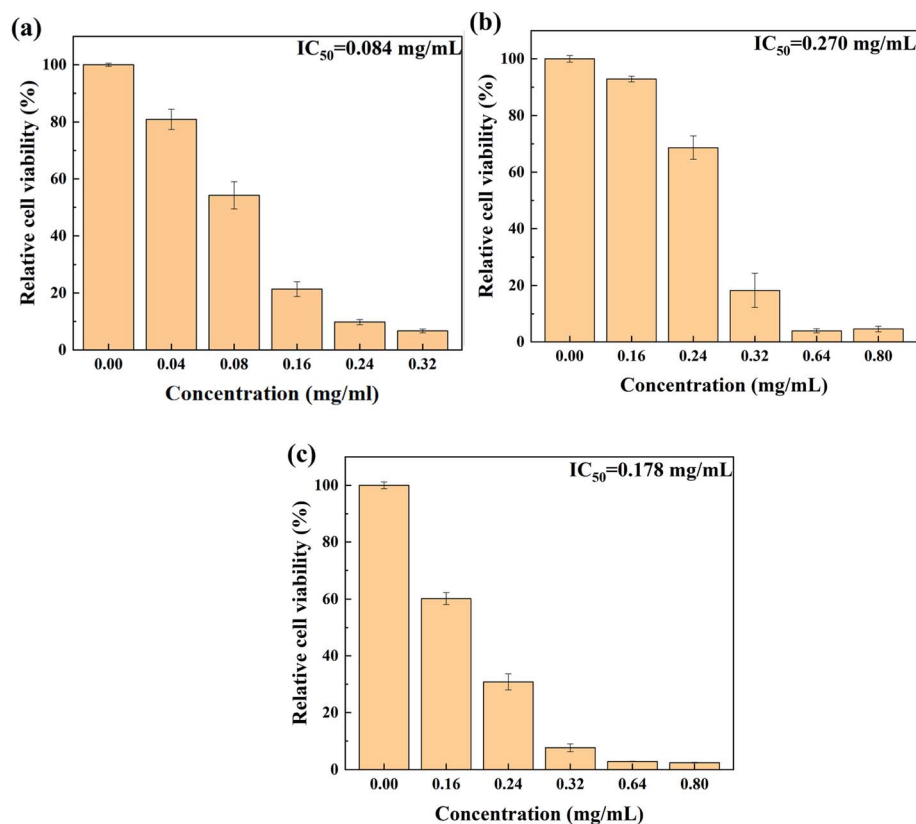 (a)
IC50=0.084 mg/mL
Relative cell viability (%)
100
80
60
40
20
0
0.00 0.04 0.08 0.16 0.24 0.32
Concentration (mg/ml)
(b)
IC50=0.270 mg/mL
Relative cell viability (%)
100
80
60
40
20
0
0.00 0.16 0.24 0.32 0.64 0.80
Concentration (mg/mL)
(c)
IC50=0.178 mg/mL
Relative cell viability (%)
100
80
60
40
20
0
0.00 0.16 0.24 0.32 0.64 0.80
Concentration (mg/mL)